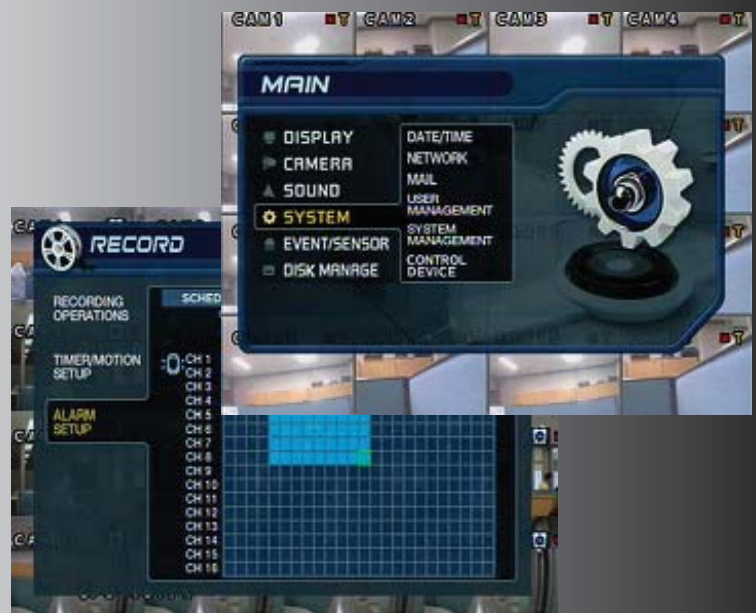 CAM1 T CAM2 T CAM3 T CAM4 T
MAIN
DISPLAY
CAMERA
SOUND
SYSTEM
EVENT/SENSOR
DISK MANAGE
DATE/TIME
NETWORK
MAIL
USER
MANAGEMENT
SYSTEM
MANAGEMENT
CONTROL
DEVICE
RECORD
RECORDING
OPERATIONS
TIMER/MOTION
SETUP
ALARM
SETUP
CH 1
CH 2
CH 3
CH 4
CH 5
CH 6
CH 7
CH 8
CH 9
CH 10
CH 11
CH 12
CH 13
CH 14
CH 15
CH 16